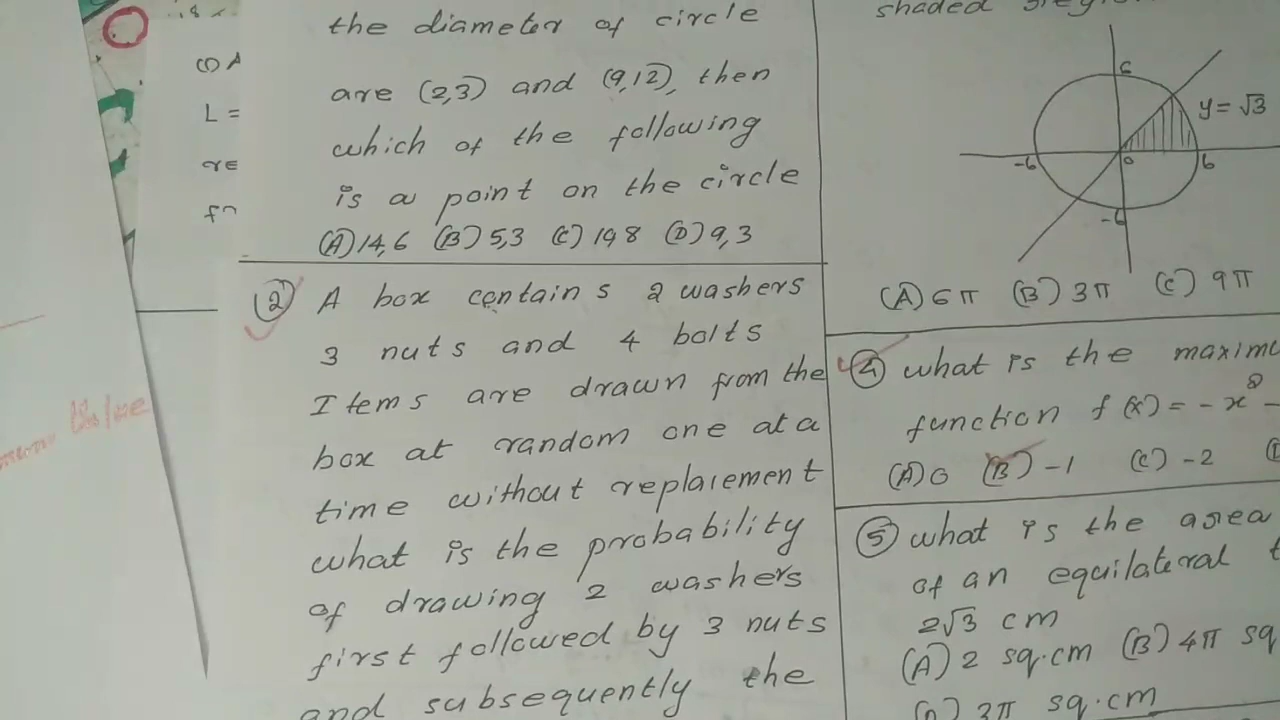 (1) A
L =
re
the diameter of circle
are (2,3) and (9,12), then
which of the following
is a point on the circle
(A) 14,6 (B) 5,3 (C) 19,8 (D) 9,3
(2) A box contains 2 washers
3 nuts and 4 bolts
Items are drawn from the
box at random one at a
time without replacement
what is the probability
of drawing 2 washers
first followed by 3 nuts
and subsequently the
shaded
6
y = √3
-6
0
6
-6
(A) 6π (B) 3π (C) 9π
(4) what is the
function f(x) = -x
(A) 0 (B) -1 (C) -2
(5) what is the area
of an equilateral
2√3 cm
(A) 2 sq.cm (B) 4π sq
3π sq.cm
Value